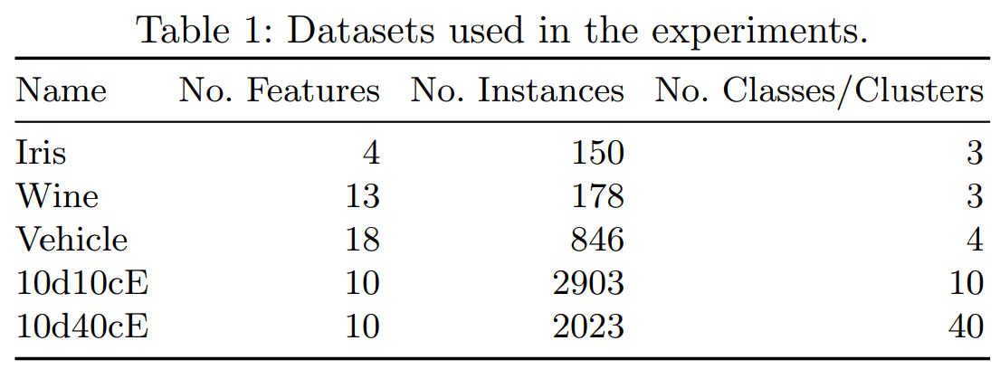 Table 1: Datasets used in the experiments.
Name No. Features No. Instances No. Classes/Clusters
Iris 4 150 3
Wine 13 178 3
Vehicle 18 846 4
10d10cE 10 2903 10
10d40cE 10 2023 40